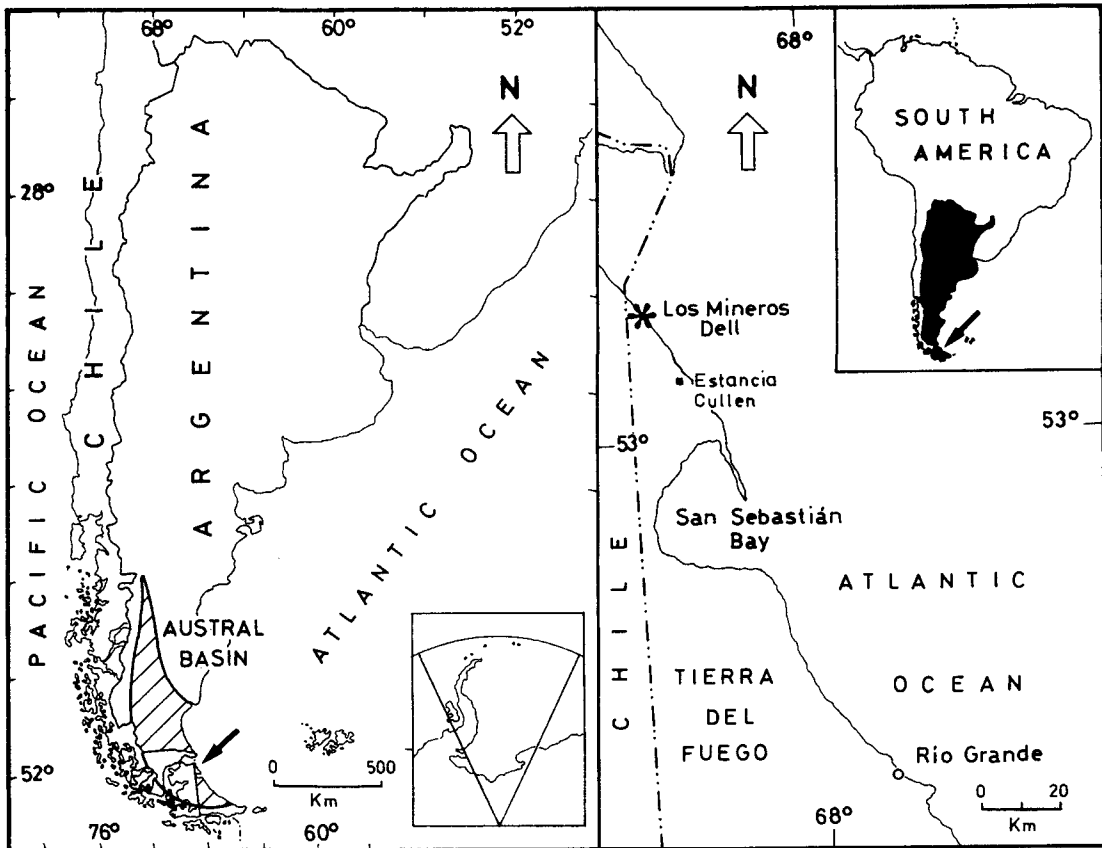 68°
60°
52°
N
28°
CHILE
ARGENTINA
PACIFIC OCEAN
ATLANTIC OCEAN
AUSTRAL
BASIN
52°
0 500
Km
76°
60°
68°
N
Los Mineros
Dell
Estancia
Cullen
53°
53°
San Sebastián
Bay
CHILE
ATLANTIC
OCEAN
TIERRA
DEL
FUEGO
Río Grande
0 20
Km
68°
SOUTH
AMERICA